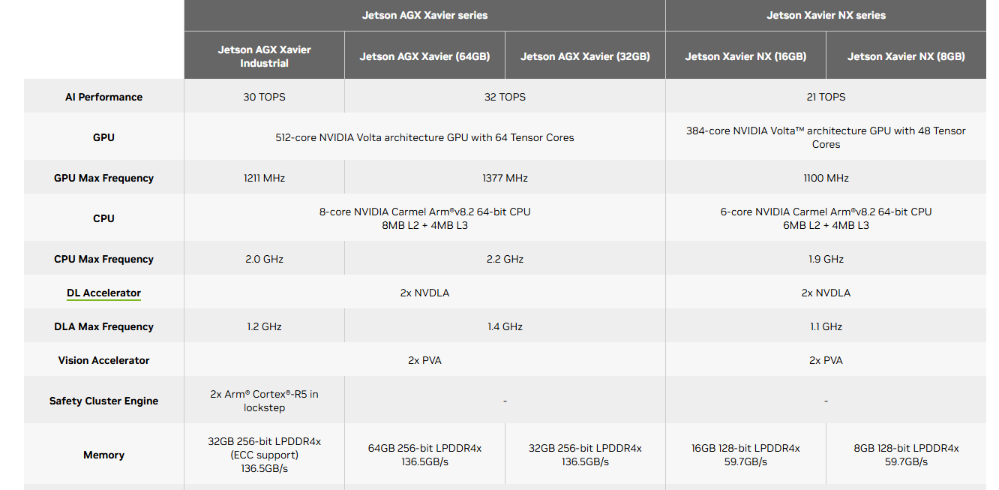 Jetson AGX Xavier series
Jetson Xavier NX series
Jetson AGX Xavier
Industrial
Jetson AGX Xavier (64GB)
Jetson AGX Xavier (32GB)
Jetson Xavier NX (16GB)
Jetson Xavier NX (8GB)
AI Performance
30 TOPS
32 TOPS
21 TOPS
GPU
512-core NVIDIA Volta architecture GPU with 64 Tensor Cores
384-core NVIDIA Volta™ architecture GPU with 48 Tensor
Cores
GPU Max Frequency
1211 MHz
1377 MHz
1100 MHz
CPU
8-core NVIDIA Carmel Arm®v8.2 64-bit CPU
8MB L2 + 4MB L3
6-core NVIDIA Carmel Arm®v8.2 64-bit CPU
6MB L2 + 4MB L3
CPU Max Frequency
2.0 GHz
2.2 GHz
1.9 GHz
DL Accelerator
2x NVDLA
2x NVDLA
DLA Max Frequency
1.2 GHz
1.4 GHz
1.1 GHz
Vision Accelerator
2x PVA
2x PVA
Safety Cluster Engine
2x Arm® Cortex®-R5 in
lockstep
-
-
Memory
32GB 256-bit LPDDR4x
(ECC support)
136.5GB/s
64GB 256-bit LPDDR4x
136.5GB/s
32GB 256-bit LPDDR4x
136.5GB/s
16GB 128-bit LPDDR4x
59.7GB/s
8GB 128-bit LPDDR4x
59.7GB/s